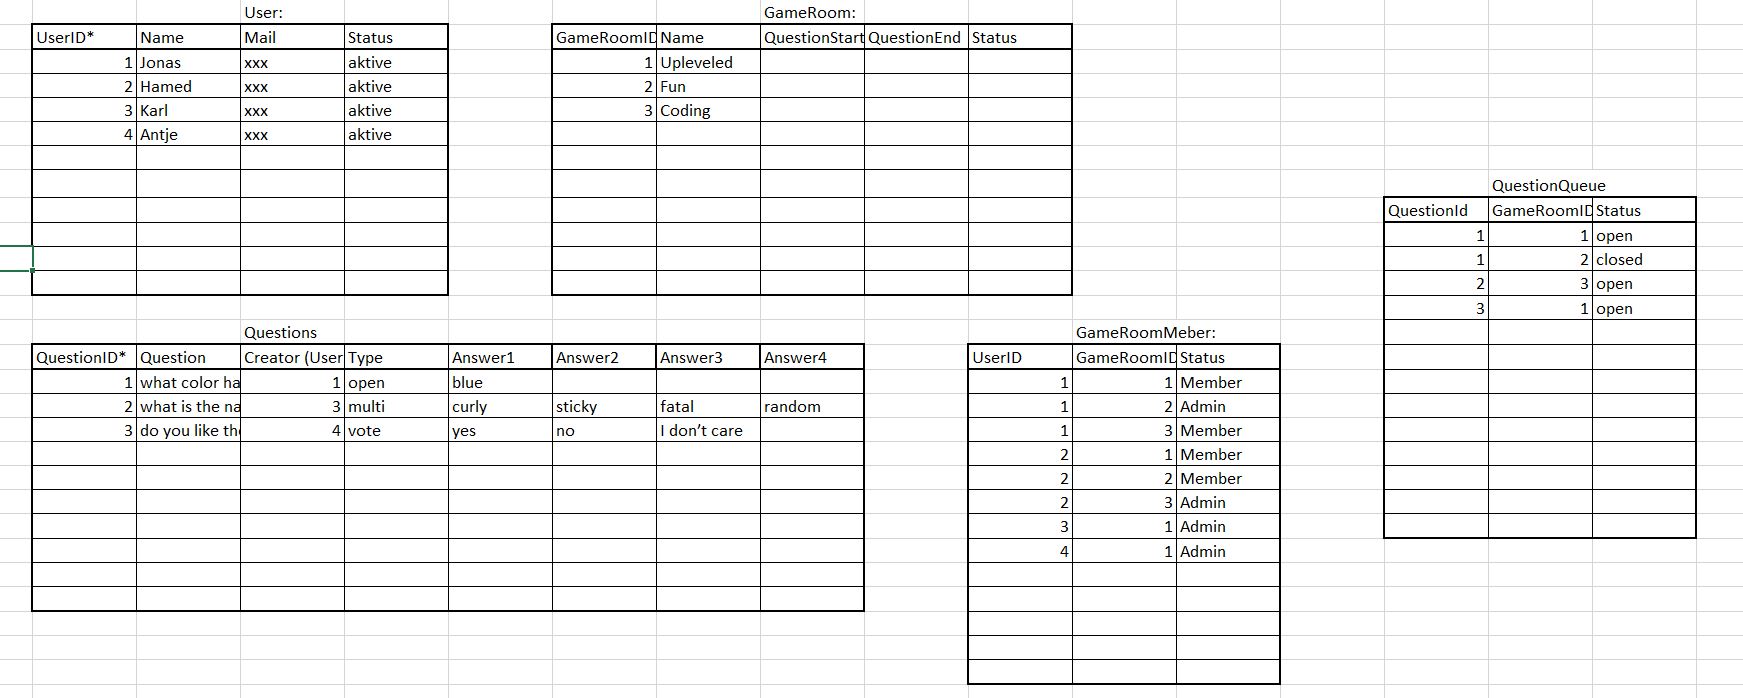 User:
UserID* Name Mail Status
1 Jonas xxx aktive
2 Hamed xxx aktive
3 Karl xxx aktive
4 Antje xxx aktive
GameRoom:
GameRoomID Name QuestionStart QuestionEnd Status
1 Upleveled
2 Fun
3 Coding
QuestionQueue
QuestionId GameRoomID Status
1 1 open
1 2 closed
2 3 open
3 1 open
Questions
QuestionID* Question Creator (User Type Answer1 Answer2 Answer3 Answer4
1 what color ha 1 open blue
2 what is the na 3 multi curly sticky fatal random
3 do you like the 4 vote yes no I don't care
GameRoomMeber:
UserID GameRoomID Status
1 1 Member
1 2 Admin
1 3 Member
2 1 Member
2 2 Member
2 3 Admin
3 1 Admin
4 1 Admin